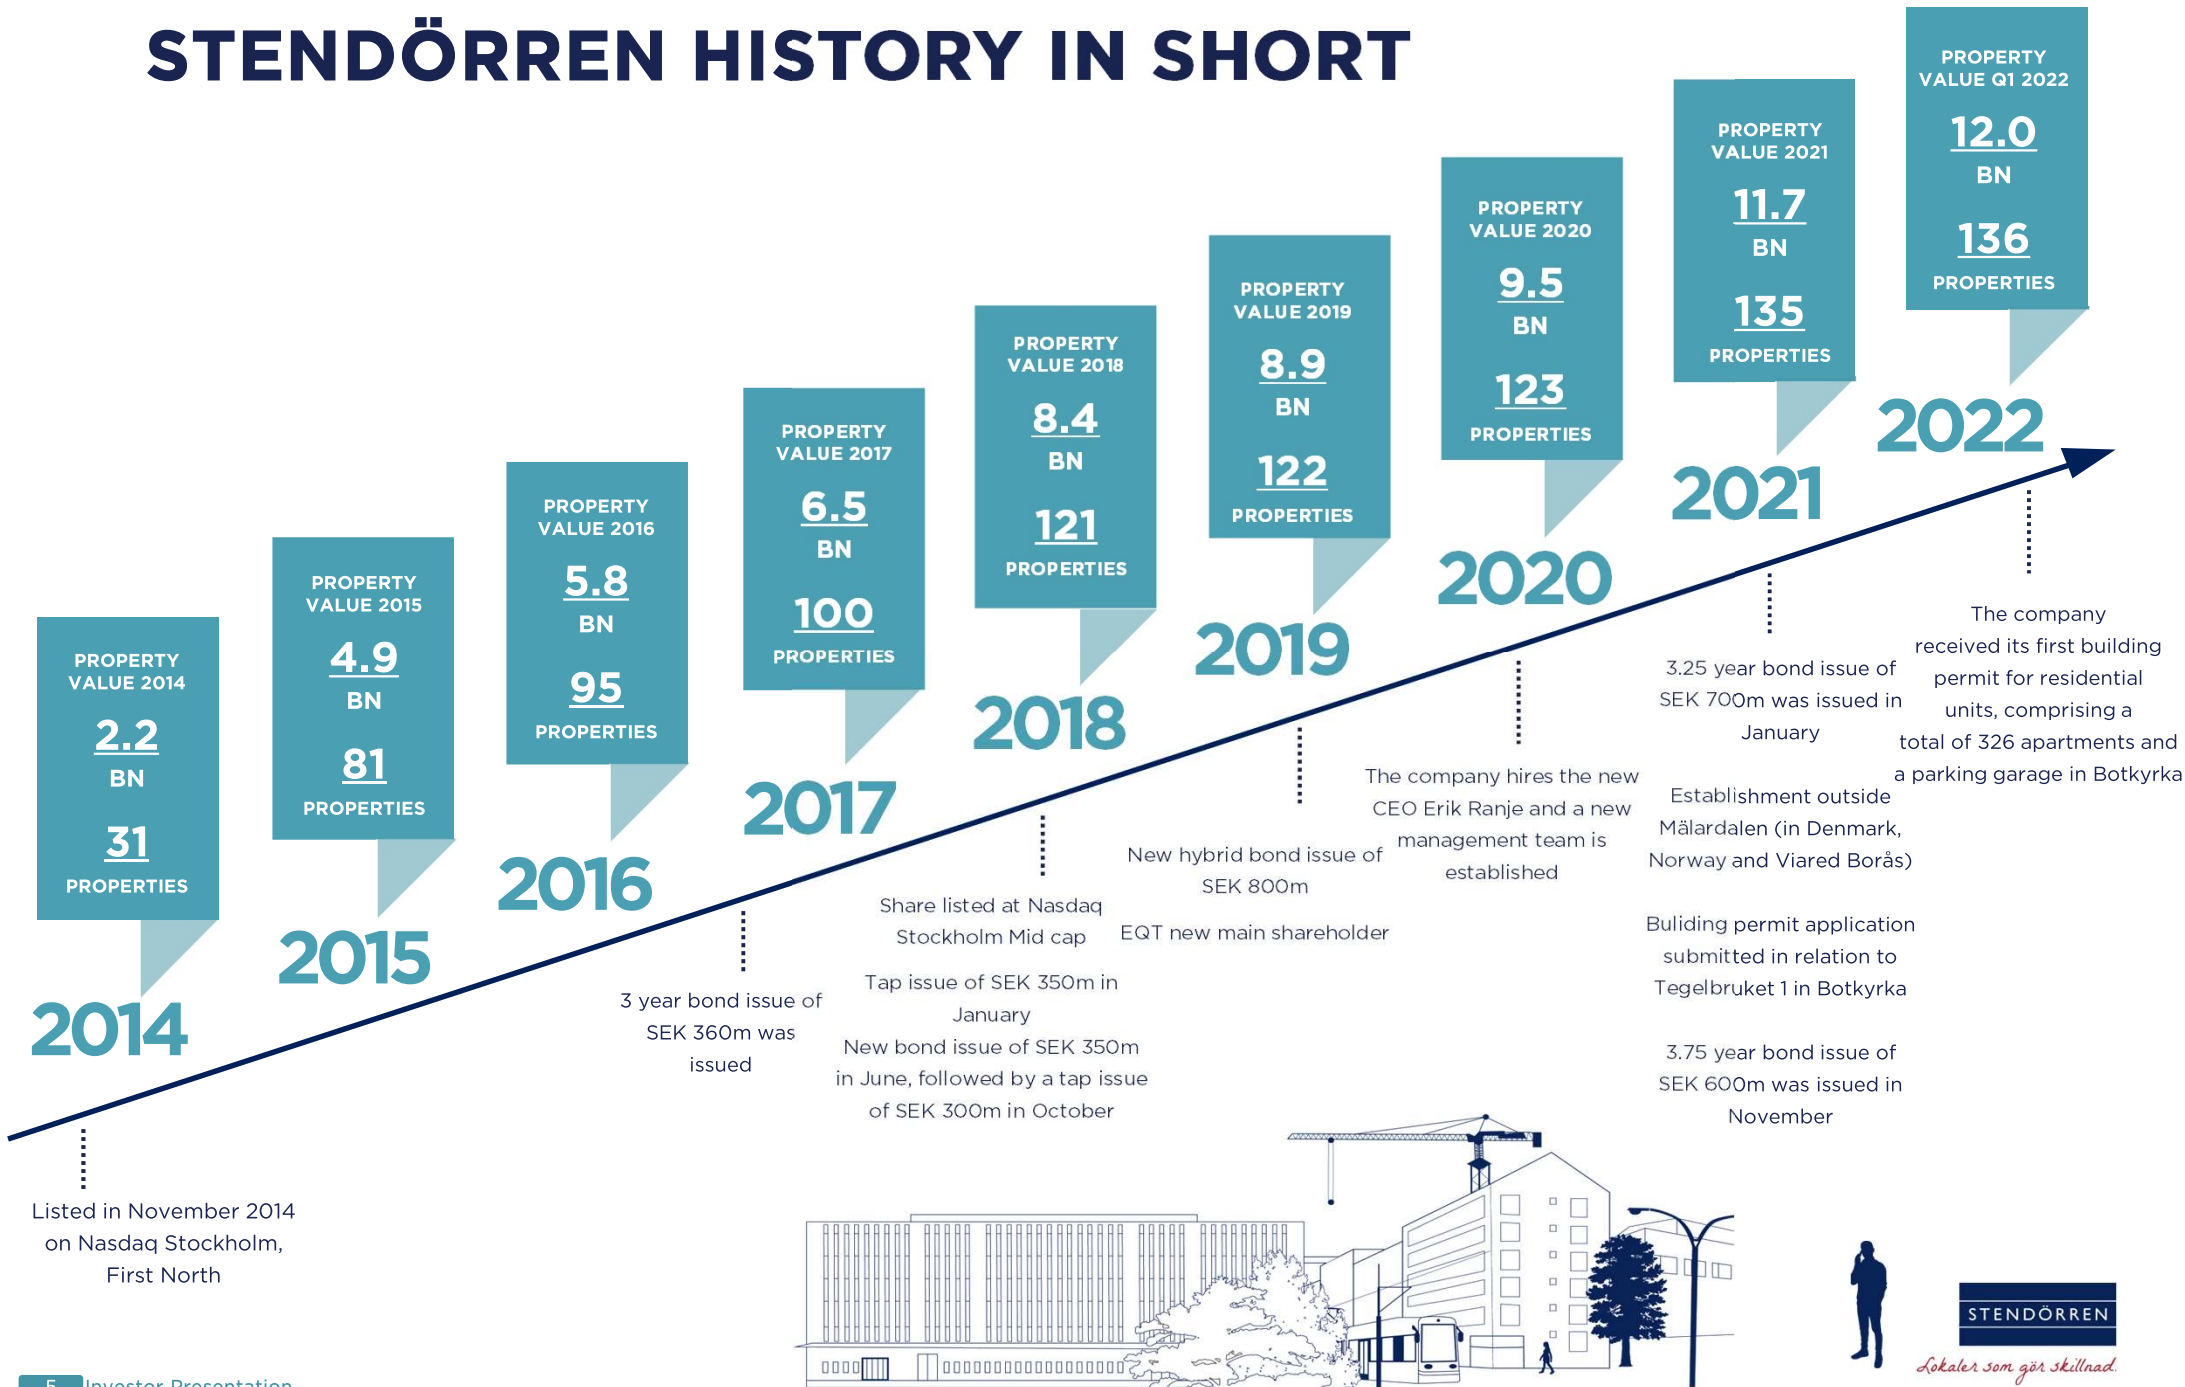 STENDÖRREN HISTORY IN SHORT
PROPERTY
VALUE 2014
2.2
BN
31
PROPERTIES
2014
PROPERTY
VALUE 2015
4.9
BN
81
PROPERTIES
2015
PROPERTY
VALUE 2016
5.8
BN
95
PROPERTIES
2016
PROPERTY
VALUE 2017
6.5
BN
100
PROPERTIES
2017
PROPERTY
VALUE 2018
8.4
BN
121
PROPERTIES
2018
PROPERTY
VALUE 2019
8.9
BN
122
PROPERTIES
2019
PROPERTY
VALUE 2020
9.5
BN
123
PROPERTIES
2020
PROPERTY
VALUE 2021
11.7
BN
135
PROPERTIES
2021
PROPERTY
VALUE Q1 2022
12.0
BN
136
PROPERTIES
2022
Listed in November 2014
on Nasdaq Stockholm,
First North
3 year bond issue of
SEK 360m was
issued
Share listed at Nasdaq
Stockholm Mid cap
Tap issue of SEK 350m in
January
New bond issue of SEK 350m
in June, followed by a tap issue
of SEK 300m in October
New hybrid bond issue of
SEK 800m
EQT new main shareholder
The company hires the new
CEO Erik Ranje and a new
management team is
established
3.25 year bond issue of
SEK 700m was issued in
January
Establishment outside
Mälardalen (in Denmark,
Norway and Viared Borås)
Buliding permit application
submitted in relation to
Tegelbruket 1 in Botkyrka
3.75 year bond issue of
SEK 600m was issued in
November
The company
received its first building
permit for residential
units, comprising a
total of 326 apartments and
a parking garage in Botkyrka
STENDÖRREN
Lokaler som gör skillnad.
5 Investor Presentation